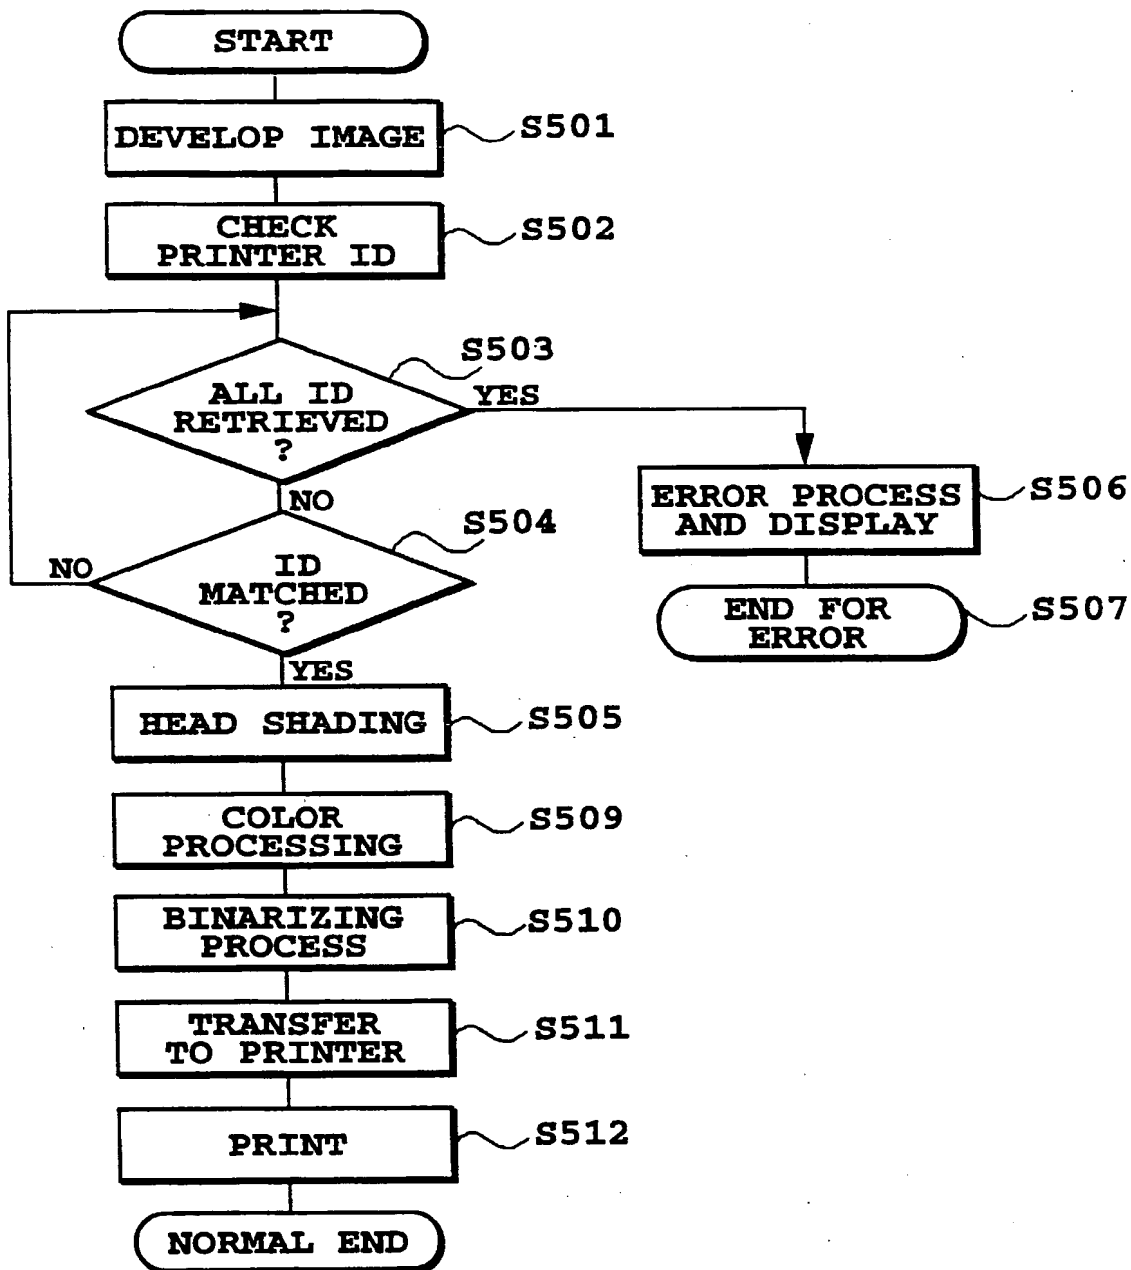 START
DEVELOP IMAGE
S501
CHECK
PRINTER ID
S502
S503
ALL ID
RETRIEVED
?
YES
NO
ERROR PROCESS
AND DISPLAY
S506
S504
ID
MATCHED
?
NO
YES
END FOR
ERROR
S507
HEAD SHADING
S505
COLOR
PROCESSING
S509
BINARIZING
PROCESS
S510
TRANSFER
TO PRINTER
S511
PRINT
S512
NORMAL END